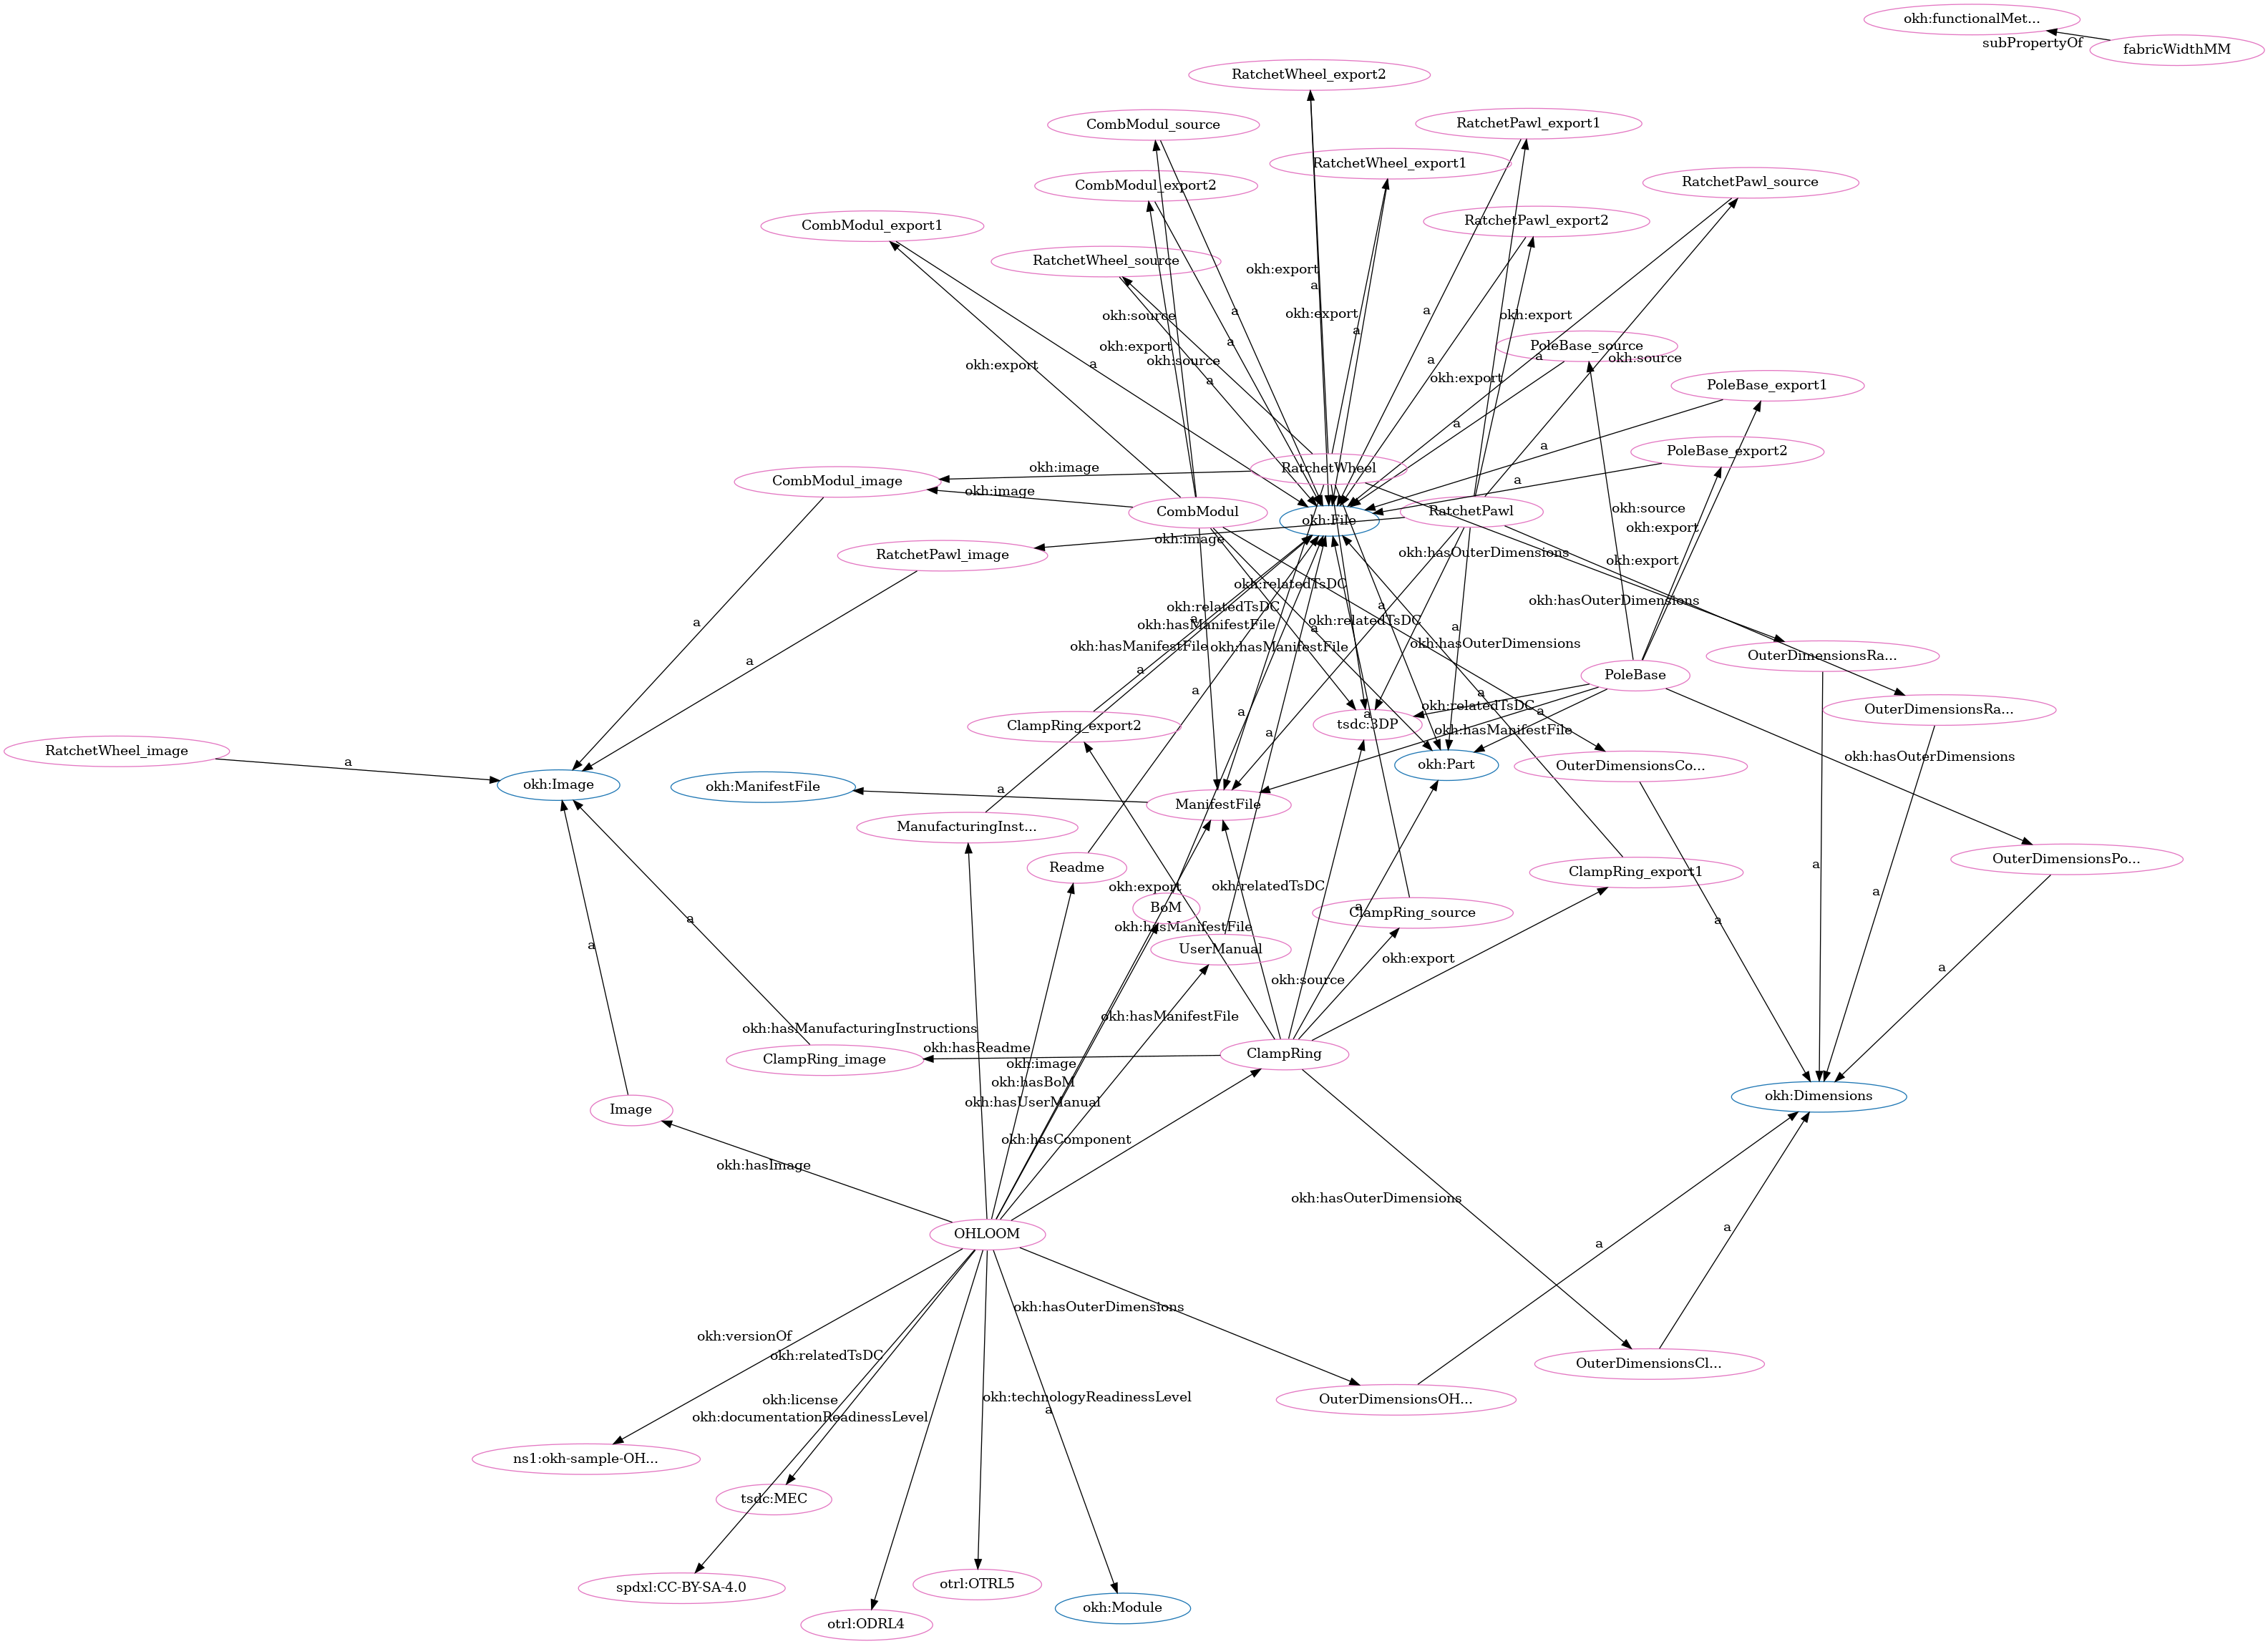 okh:functionalMet...
subPropertyOf
fabricWidthMM
RatchetWheel_export2
CombModul_source
RatchetPawl_export1
RatchetWheel_export1
CombModul_export2
RatchetPawl_source
CombModul_export1
RatchetPawl_export2
RatchetWheel_source
okh:export
a
okh:source
a
okh:export
a
okh:export
a
a
okh:export
okh:source
okh:export
a
a
a
a
PoleBase_source
okh:source
okh:export
a
PoleBase_export1
a
a
PoleBase_export2
okh:image
RatchetWheel
CombModul_image
a
okh:image
CombModul
okh:File
RatchetPawl
okh:source
okh:export
okh:image
RatchetPawl_image
okh:hasOuterDimensions
okh:export
okh:relatedTsDC
okh:hasOuterDimensions
okh:relatedTsDC
a
a
okh:hasManifestFile
okh:relatedTsDC
a
a
a
okh:hasManifestFile
okh:hasManifestFile
okh:hasOuterDimensions
OuterDimensionsRa...
a
a
PoleBase
a
a
OuterDimensionsRa...
okh:relatedTsDC
a
a
a
ClampRing_export2
tsdc:3DP
okh:hasManifestFile
a
RatchetWheel_image
a
okh:Part
OuterDimensionsCo...
okh:hasOuterDimensions
okh:Image
okh:ManifestFile
a
ManifestFile
ManufacturingInst...
Readme
OuterDimensionsPo...
a
ClampRing_export1
okh:export
okh:relatedTsDC
a
BoM
a
ClampRing_source
a
a
okh:hasManifestFile
a
UserManual
okh:export
a
okh:source
okh:hasManifestFile
okh:hasManufacturingInstructions
okh:hasReadme
ClampRing_image
ClampRing
okh:image
okh:hasBoM
okh:Dimensions
okh:hasUserManual
Image
okh:hasComponent
okh:hasImage
okh:hasOuterDimensions
a
OHLOOM
a
okh:hasOuterDimensions
okh:versionOf
okh:relatedTsDC
OuterDimensionsCl...
okh:license
okh:technologyReadinessLevel
OuterDimensionsOH...
a
okh:documentationReadinessLevel
ns1:okh-sample-OH...
tsdc:MEC
spdxl:CC-BY-SA-4.0
otrl:OTRL5
okh:Module
otrl:ODRL4